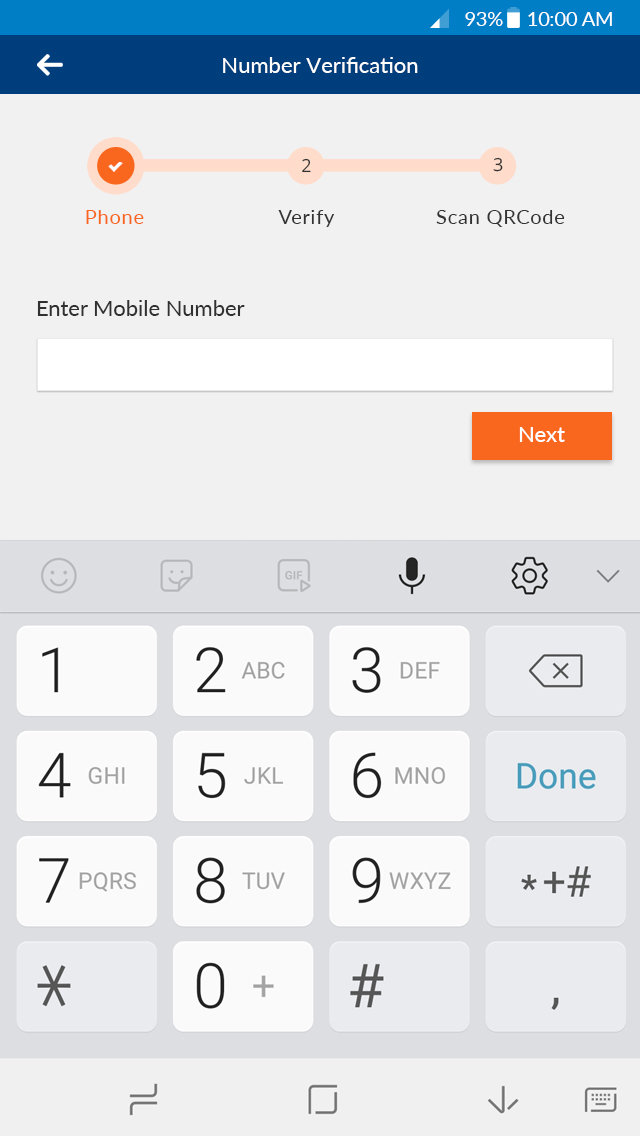 93% 10:00 AM
Number Verification
2 3
Phone Verify Scan QRCode
Enter Mobile Number
Next
GIF
1 2 ABC 3 DEF
4 GHI 5 JKL 6 MNO Done
7 PQRS 8 TUV 9 WXYZ *+#
* 0 + # ,